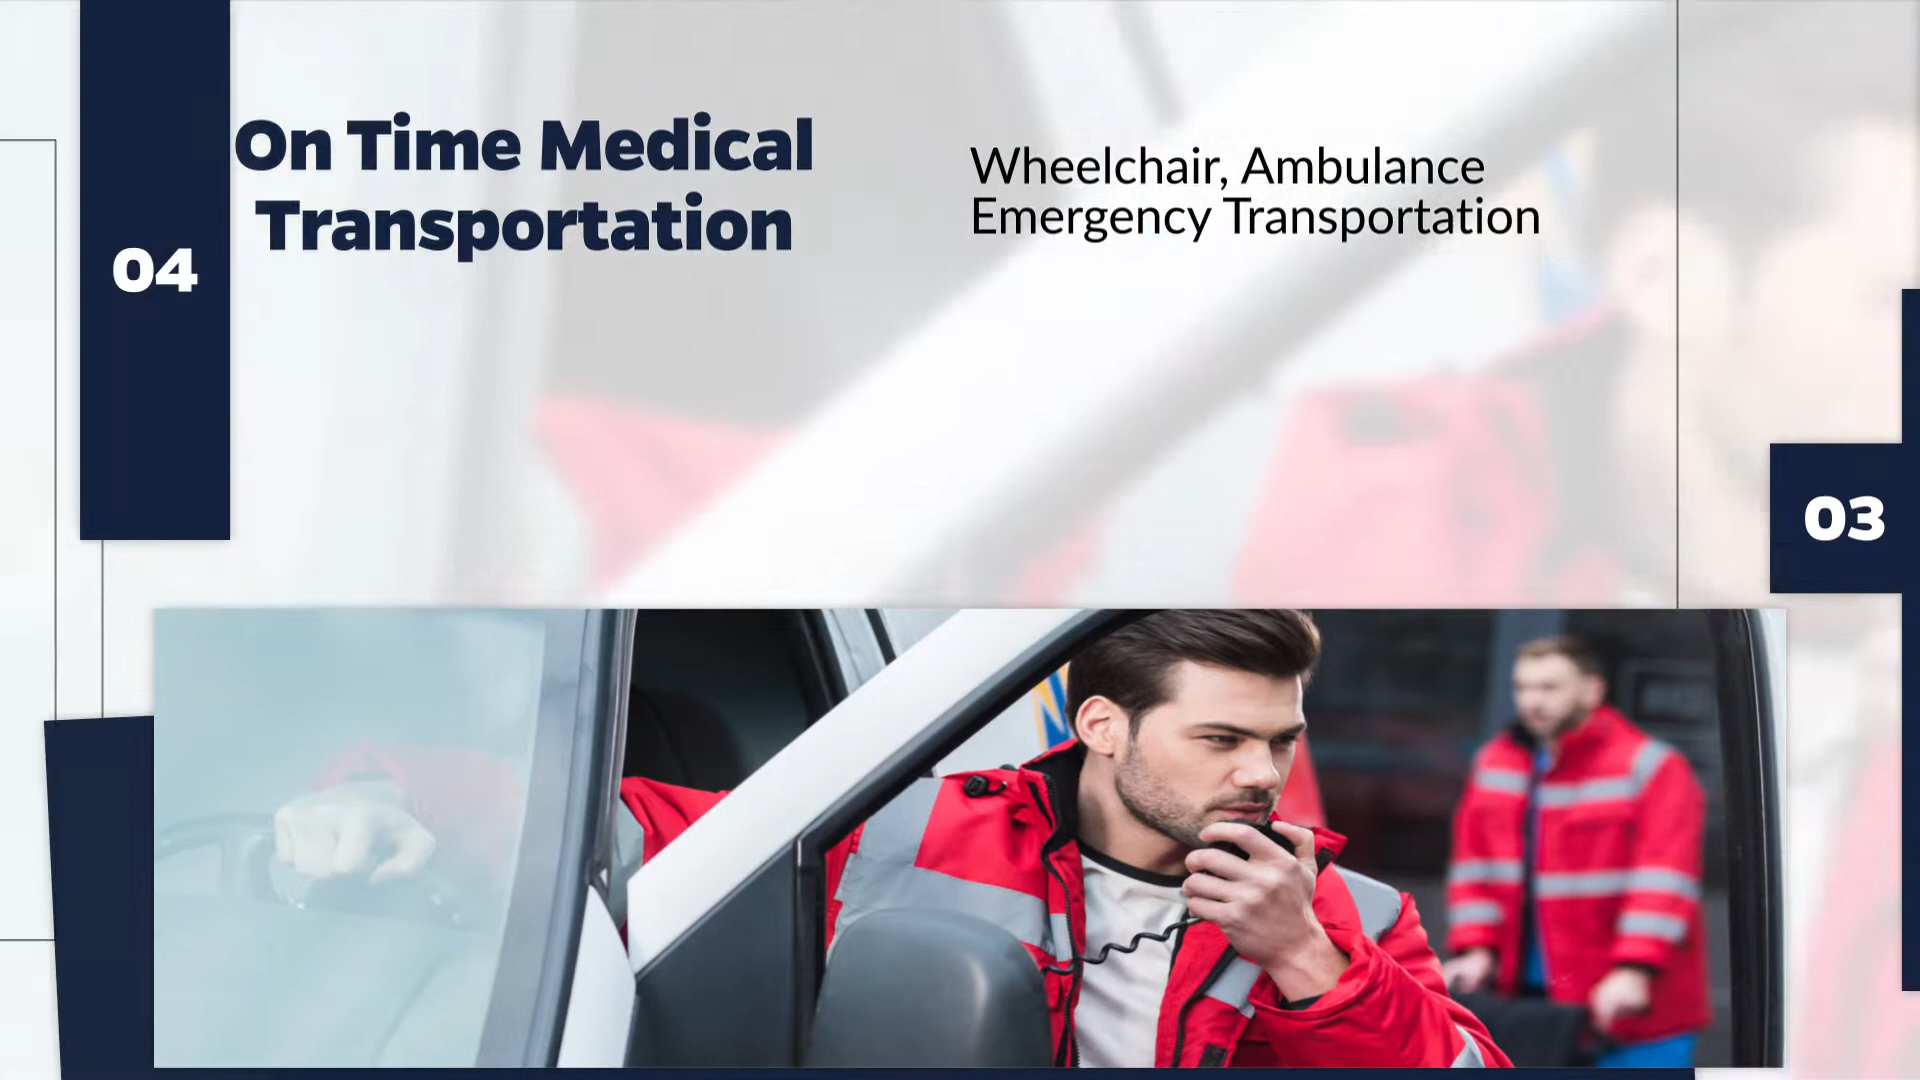 On Time Medical
Transportation
Wheelchair, Ambulance
Emergency Transportation
04
03